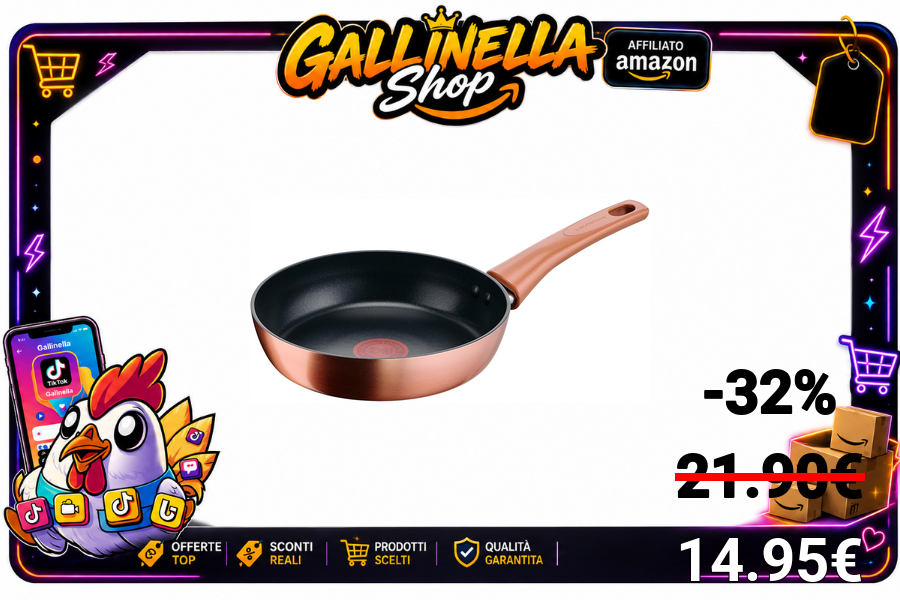 GALLINELLA
Shop
AFFILIATO
amazon
Gallinella
TikTok
Gallinella
-32%
21.90€
14.95€
OFFERTE
TOP
SCONTI
REALI
PRODOTTI
SCELTI
QUALITÀ
GARANTITA